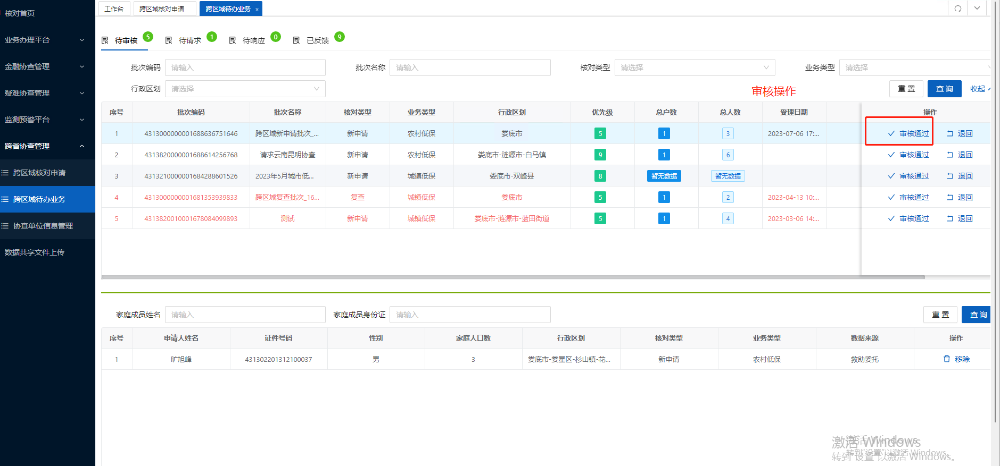 核对首页
业务办理平台
金融协查管理
疑难协查管理
监测预警平台
跨省协查管理
跨区域核对申请
跨区域待办业务
协查单位信息管理
数据共享文件上传
工作台 跨区域核对申请 跨区域待办业务 x
待审核 5 待请求 1 待响应 0 已反馈 9
批次编码 请输入 批次名称 请输入 核对类型 请选择 业务类型 请选择
行政区划 请选择 审核操作 重置 查询 收起
序号 批次编码 批次名称 核对类型 业务类型 行政区划 优先级 总户数 总人数 受理日期 操作
1 4313000000001688636751646 跨区域新申请批次_... 新申请 农村低保 娄底市 5 1 3 2023-07-06 17:... 审核通过 退回
2 4313820000001688614256768 请求云南昆明协查 新申请 农村低保 娄底市-涟源市-白马镇 9 1 6 审核通过 退回
3 4313210000001684288601526 2023年5月城市低... 新申请 城镇低保 娄底市-双峰县 8 暂无数据 暂无数据 审核通过 退回
4 4313000000001681353939833 跨区域复查批次_16... 复查 城镇低保 娄底市 5 1 2 2023-04-13 10:... 审核通过 退回
5 4313820010001678084099893 测试 新申请 城镇低保 娄底市-涟源市-蓝田街道 5 1 4 2023-03-06 14:... 审核通过 退回
家庭成员姓名 请输入 家庭成员身份证 请输入 重置 查询
序号 申请人姓名 证件号码 性别 家庭人口数 行政区划 核对类型 业务类型 数据来源 操作
1 旷旭峰 431302201312100037 男 3 娄底市-娄星区-杉山镇-花... 新申请 农村低保 救助委托 移除
激活 Windows
转到"设置"以激活 Windows。
激活 Windows
转到"设置"以激活 Windows。